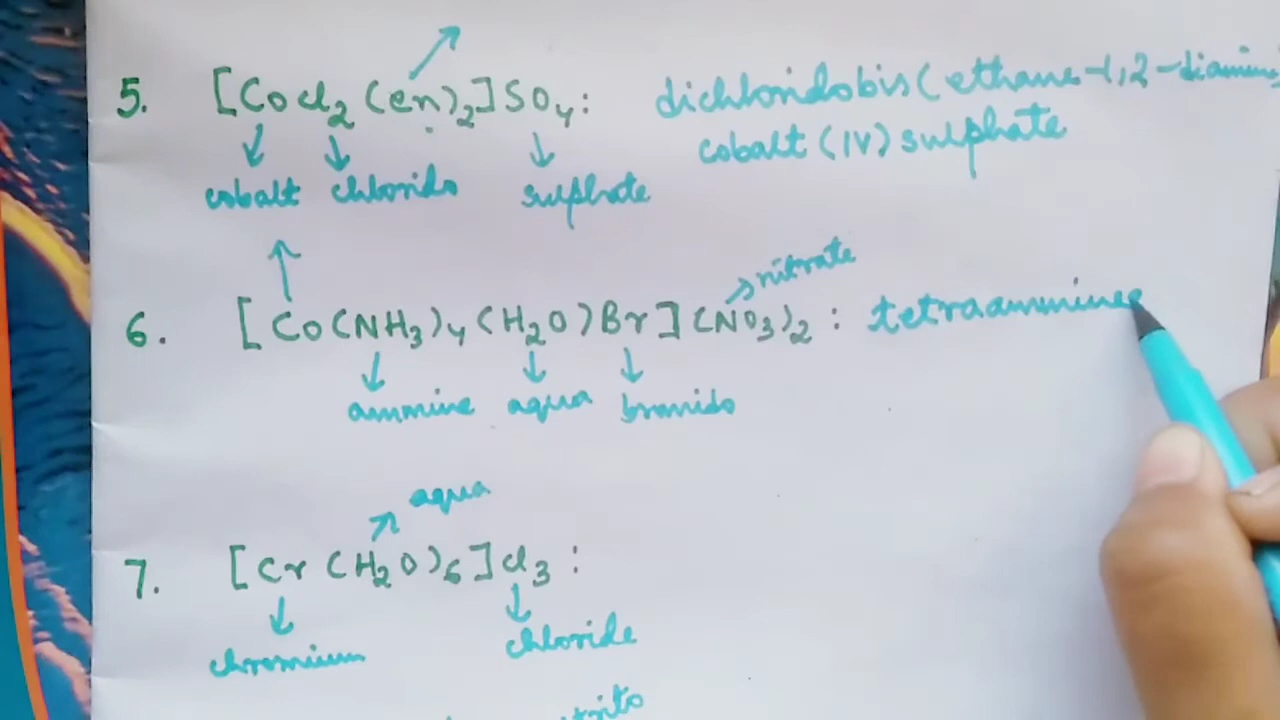 5. [CoCl2(en)2]SO4: dichloridobis(ethane-1,2-diamine
cobalt (IV) sulphate
cobalt chlorido sulphate
nitrate
6. [Co(NH3)4(H2O)Br](NO3)2: tetraammine
ammine aqua bromido
aqua
7. [Cr(H2O)6]Cl3:
chromium chloride